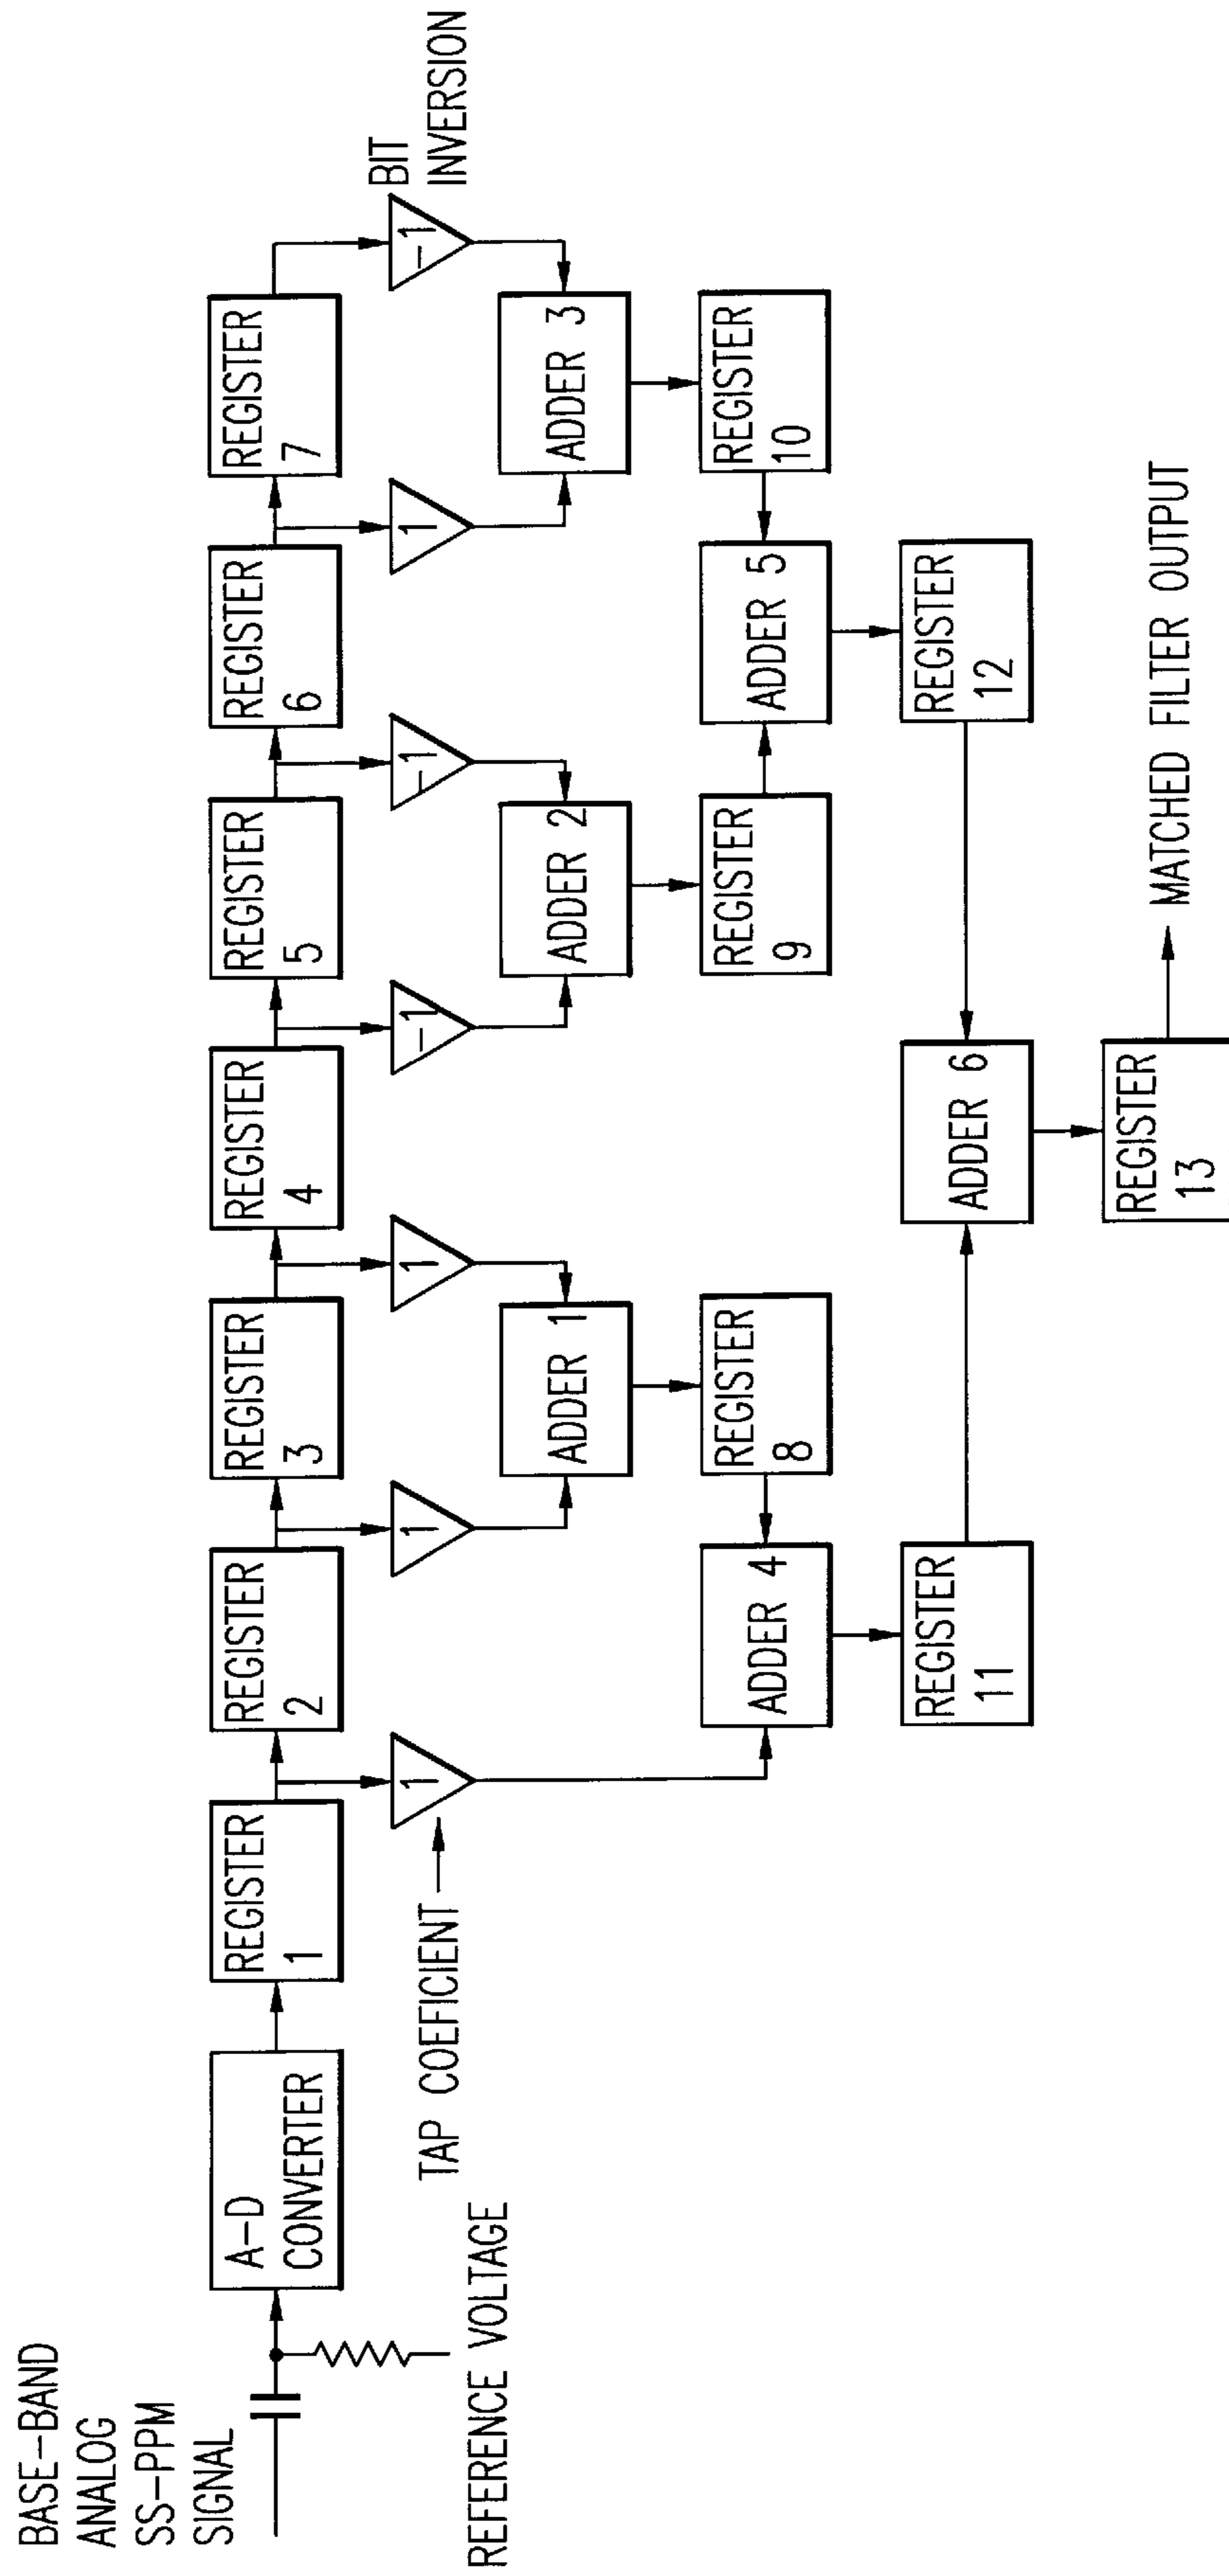 BASE-BAND
ANALOG
SS-PPM
SIGNAL
REFERENCE VOLTAGE
A-D
CONVERTER
TAP COEFICIENT
REGISTER
1
REGISTER
2
REGISTER
3
REGISTER
4
REGISTER
5
REGISTER
6
REGISTER
7
1
1
1
-1
-1
1
-1
BIT
INVERSION
ADDER 1
ADDER 2
ADDER 3
REGISTER
8
REGISTER
9
REGISTER
10
ADDER 4
ADDER 5
REGISTER
11
REGISTER
12
ADDER 6
REGISTER
13
MATCHED FILTER OUTPUT